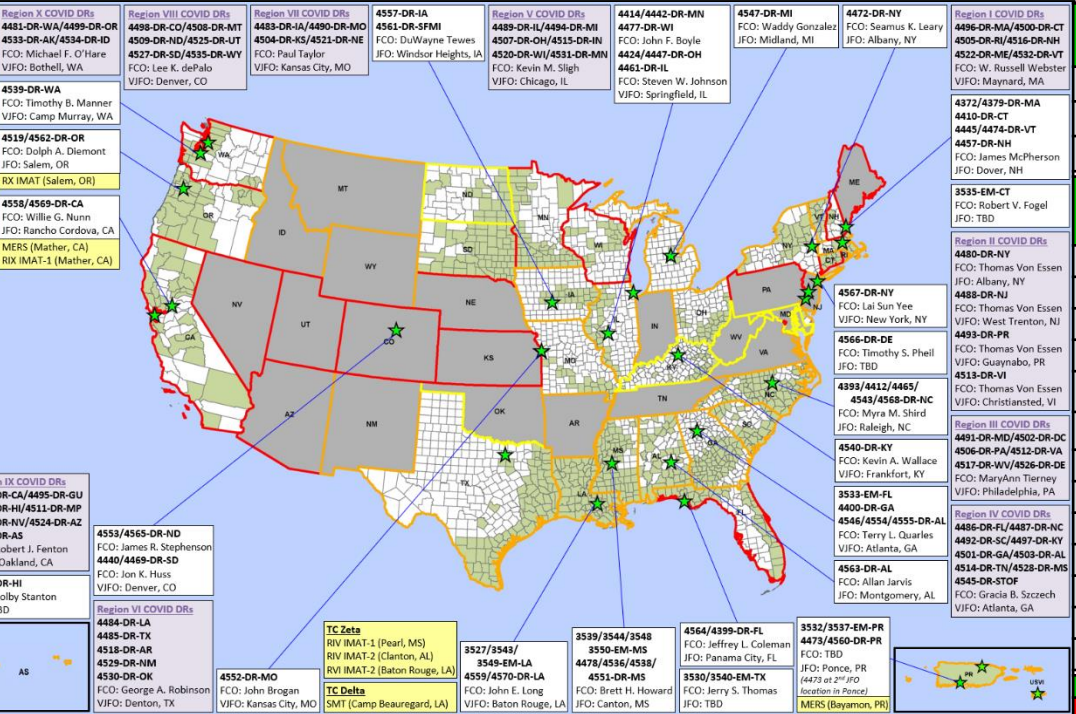 Region X COVID DRs
4481-DR-WA/4499-DR-OR
4533-DR-AK/4534-DR-ID
FCO: Michael F. O'Hare
VJFO: Bothell, WA
Region VIII COVID DRs
4498-DR-CO/4508-DR-MT
4509-DR-ND/4525-DR-UT
4527-DR-SD/4535-DR-WY
FCO: Lee K. dePalo
VJFO: Denver, CO
Region VII COVID DRs
4483-DR-IA/4490-DR-MO
4504-DR-KS/4521-DR-NE
FCO: Paul Taylor
VJFO: Kansas City, MO
4557-DR-IA
4561-DR-SFMI
FCO: DuWayne Tewes
JFO: Windsor Heights, IA
Region V COVID DRs
4489-DR-IL/4494-DR-MI
4507-DR-OH/4515-DR-IN
4520-DR-WI/4531-DR-MN
FCO: Kevin M. Sligh
VJFO: Chicago, IL
4414/4442-DR-MN
4477-DR-WI
FCO: John F. Boyle
4424/4447-DR-OH
4461-DR-IL
FCO: Steven W. Johnson
VJFO: Springfield, IL
4547-DR-MI
FCO: Waddy Gonzalez
JFO: Midland, MI
4472-DR-NY
FCO: Seamus K. Leary
JFO: Albany, NY
Region I COVID DRs
4496-DR-MA/4500-DR-CT
4505-DR-RI/4516-DR-NH
4522-DR-ME/4532-DR-VT
FCO: W. Russell Webster
VJFO: Maynard, MA
4539-DR-WA
FCO: Timothy B. Manner
VJFO: Camp Murray, WA
4519/4562-DR-OR
FCO: Dolph A. Diemont
JFO: Salem, OR
RX IMAT (Salem, OR)
4558/4569-DR-CA
FCO: Willie G. Nunn
JFO: Rancho Cordova, CA
MERS (Mather, CA)
RIX IMAT-1 (Mather, CA)
4372/4379-DR-MA
4410-DR-CT
4445/4474-DR-VT
4457-DR-NH
FCO: James McPherson
JFO: Dover, NH
3535-EM-CT
FCO: Robert V. Fogel
JFO: TBD
Region II COVID DRs
4480-DR-NY
FCO: Thomas Von Essen
JFO: Albany, NY
4488-DR-NJ
FCO: Thomas Von Essen
VJFO: West Trenton, NJ
4493-DR-PR
FCO: Thomas Von Essen
VJFO: Guaynabo, PR
4513-DR-VI
FCO: Thomas Von Essen
VJFO: Christiansted, VI
4567-DR-NY
FCO: Lai Sun Yee
VJFO: New York, NY
4566-DR-DE
FCO: Timothy S. Pheil
JFO: TBD
4393/4412/4465/
4543/4568-DR-NC
FCO: Myra M. Shird
JFO: Raleigh, NC
Region III COVID DRs
4491-DR-MD/4502-DR-DC
4506-DR-PA/4512-DR-VA
4517-DR-WV/4526-DR-DE
FCO: MaryAnn Tierney
VJFO: Philadelphia, PA
4540-DR-KY
FCO: Kevin A. Wallace
VJFO: Frankfort, KY
3533-EM-FL
4400-DR-GA
4546/4554/4555-DR-AL
FCO: Terry L. Quarles
VJFO: Atlanta, GA
Region IV COVID DRs
4486-DR-FL/4487-DR-NC
4492-DR-SC/4497-DR-KY
4501-DR-GA/4503-DR-AL
4514-DR-TN/4528-DR-MS
4545-DR-STOF
FCO: Gracia B. Szczech
VJFO: Atlanta, GA
4563-DR-AL
FCO: Allan Jarvis
JFO: Montgomery, AL
WA
OR
CA
NV
ID
MT
WY
UT
CO
AZ
NM
ND
SD
NE
KS
OK
TX
MN
IA
MO
AR
LA
WI
IL
IN
OH
KY
TN
MS
AL
GA
FL
SC
NC
VA
WV
MD
PA
NJ
NY
CT
RI
MA
VT
NH
ME
IX COVID DRs
DR-CA/4495-DR-GU
DR-HI/4511-DR-MP
DR-NV/4524-DR-AZ
DR-AS
obert J. Fenton
Oakland, CA
DR-HI
olby Stanton
BD
AS
4553/4565-DR-ND
FCO: James R. Stephenson
4440/4469-DR-SD
FCO: Jon K. Huss
VJFO: Denver, CO
Region VI COVID DRs
4484-DR-LA
4485-DR-TX
4518-DR-AR
4529-DR-NM
4530-DR-OK
FCO: George A. Robinson
VJFO: Denton, TX
4552-DR-MO
FCO: John Brogan
VJFO: Kansas City, MO
TC Zeta
RIV IMAT-1 (Pearl, MS)
RIV IMAT-2 (Clanton, AL)
RVI IMAT-2 (Baton Rouge, LA)
TC Delta
SMT (Camp Beauregard, LA)
3527/3543/
3549-EM-LA
4559/4570-DR-LA
FCO: John E. Long
VJFO: Baton Rouge, LA
3539/3544/3548
3550-EM-MS
4478/4536/4538/
4551-DR-MS
FCO: Brett H. Howard
JFO: Canton, MS
4564/4399-DR-FL
FCO: Jeffrey L. Coleman
JFO: Panama City, FL
3530/3540-EM-TX
FCO: Jerry S. Thomas
JFO: TBD
3532/3537-EM-PR
4473/4560-DR-PR
FCO: TBD
JFO: Ponce, PR
(4473 at 2nd JFO
location in Ponce)
MERS (Bayamon, PR)
PR
USVI